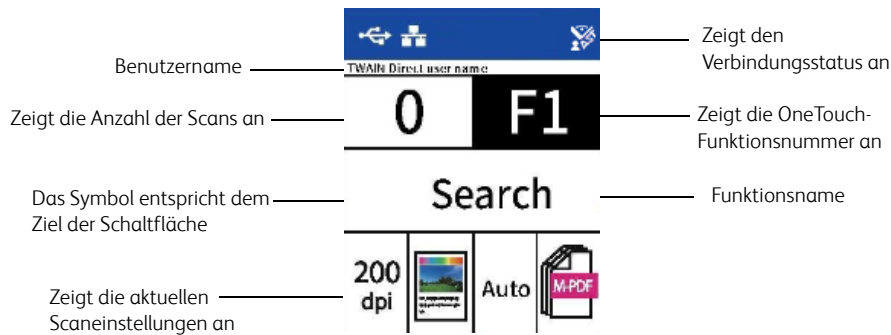 Benutzername
Zeigt die Anzahl der Scans an
Das Symbol entspricht dem
Ziel der Schaltfläche
Zeigt die aktuellen
Scaneinstellungen an
TWAIN Direct user name
0
F1
Search
200
dpi
Auto
M-PDF
Zeigt den
Verbindungsstatus an
Zeigt die OneTouch-
Funktionsnummer an
Funktionsname